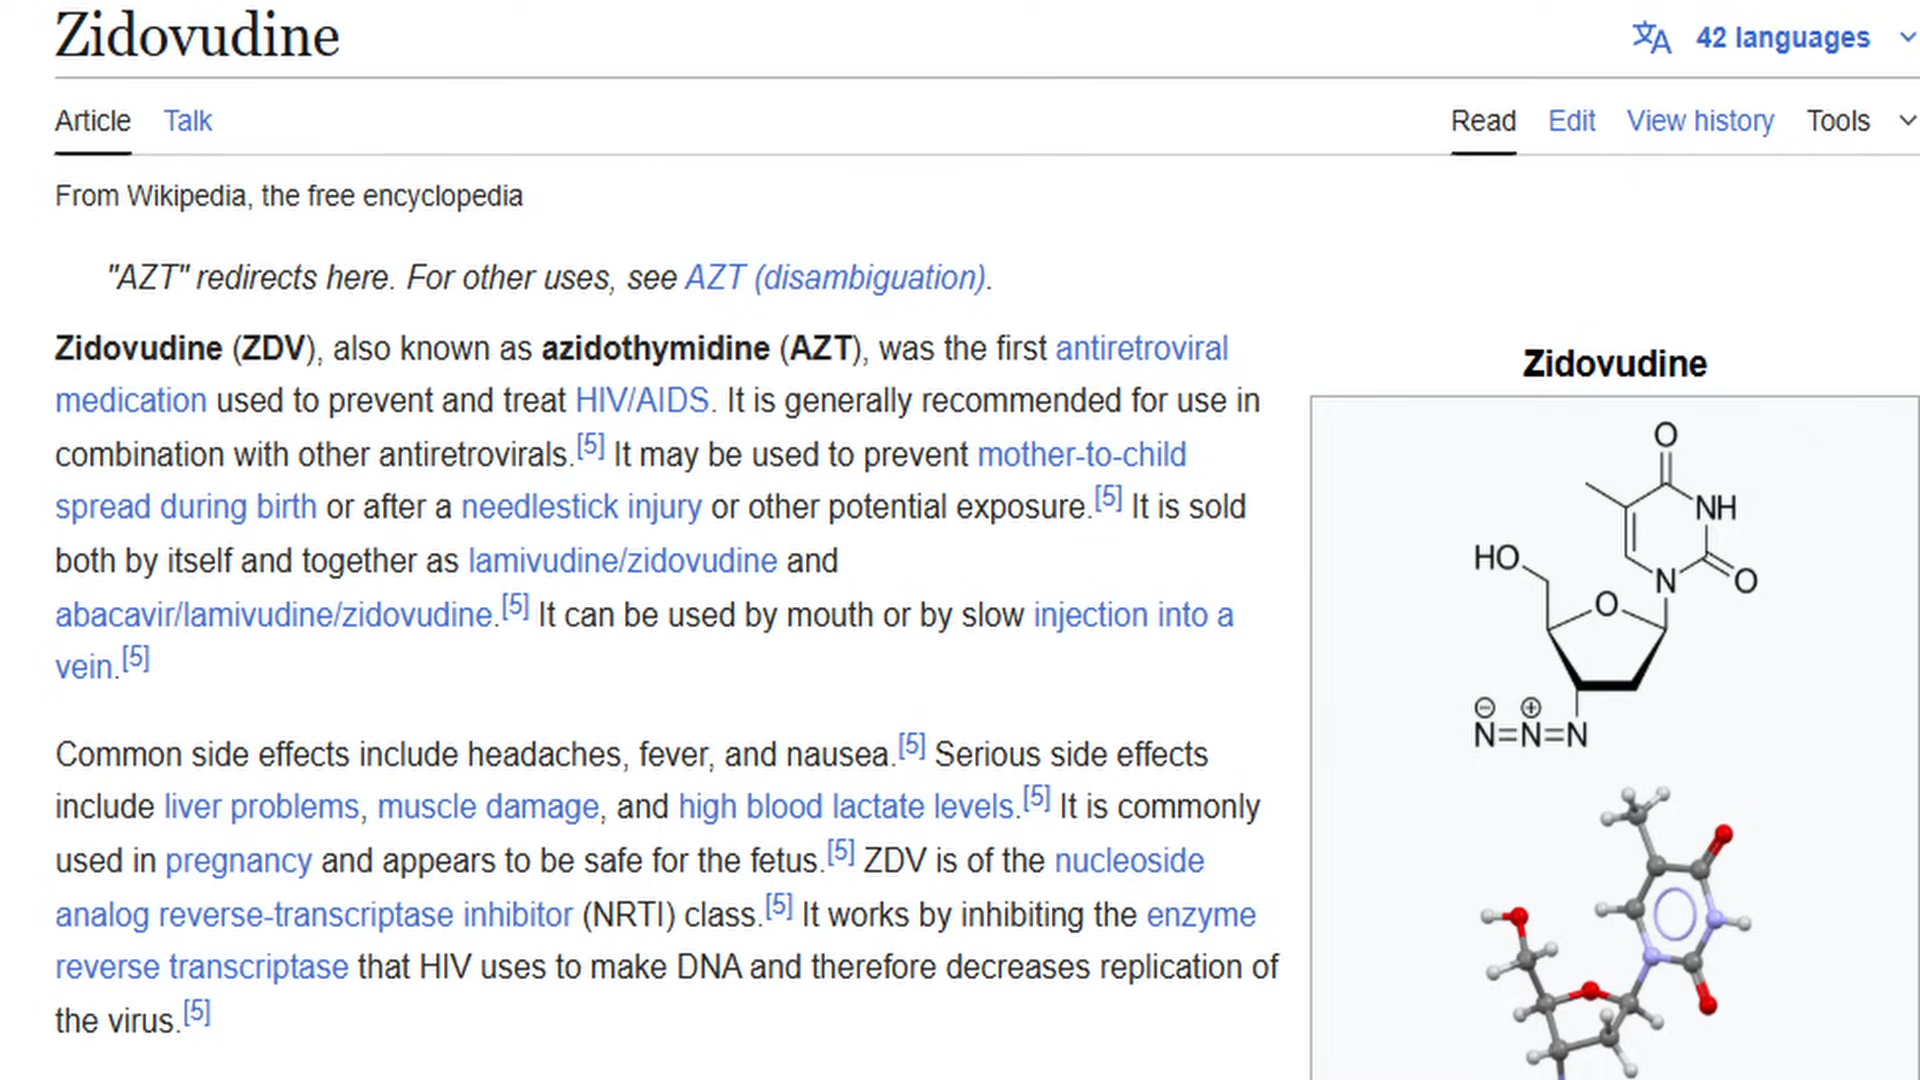 Zidovudine
42 languages
Article Talk
Read Edit View history Tools
From Wikipedia, the free encyclopedia
"AZT" redirects here. For other uses, see AZT (disambiguation).
Zidovudine (ZDV), also known as azidothymidine (AZT), was the first antiretroviral
medication used to prevent and treat HIV/AIDS. It is generally recommended for use in
combination with other antiretrovirals.[5] It may be used to prevent mother-to-child
spread during birth or after a needlestick injury or other potential exposure.[5] It is sold
both by itself and together as lamivudine/zidovudine and
abacavir/lamivudine/zidovudine.[5] It can be used by mouth or by slow injection into a
vein.[5]
Common side effects include headaches, fever, and nausea.[5] Serious side effects
include liver problems, muscle damage, and high blood lactate levels.[5] It is commonly
used in pregnancy and appears to be safe for the fetus.[5] ZDV is of the nucleoside
analog reverse-transcriptase inhibitor (NRTI) class.[5] It works by inhibiting the enzyme
reverse transcriptase that HIV uses to make DNA and therefore decreases replication of
the virus.[5]
Zidovudine
O
NH
HO
N
O
O
⊖ ⊕
N=N=N